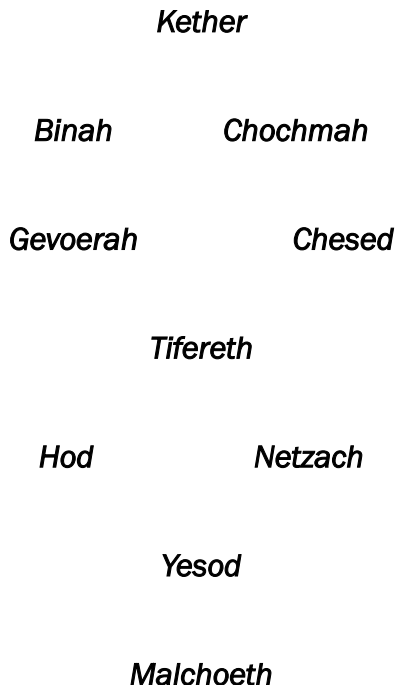 Kether
Binah Chochmah
Gevoerah Chesed
Tifereth
Hod Netzach
Yesod
Malchoeth